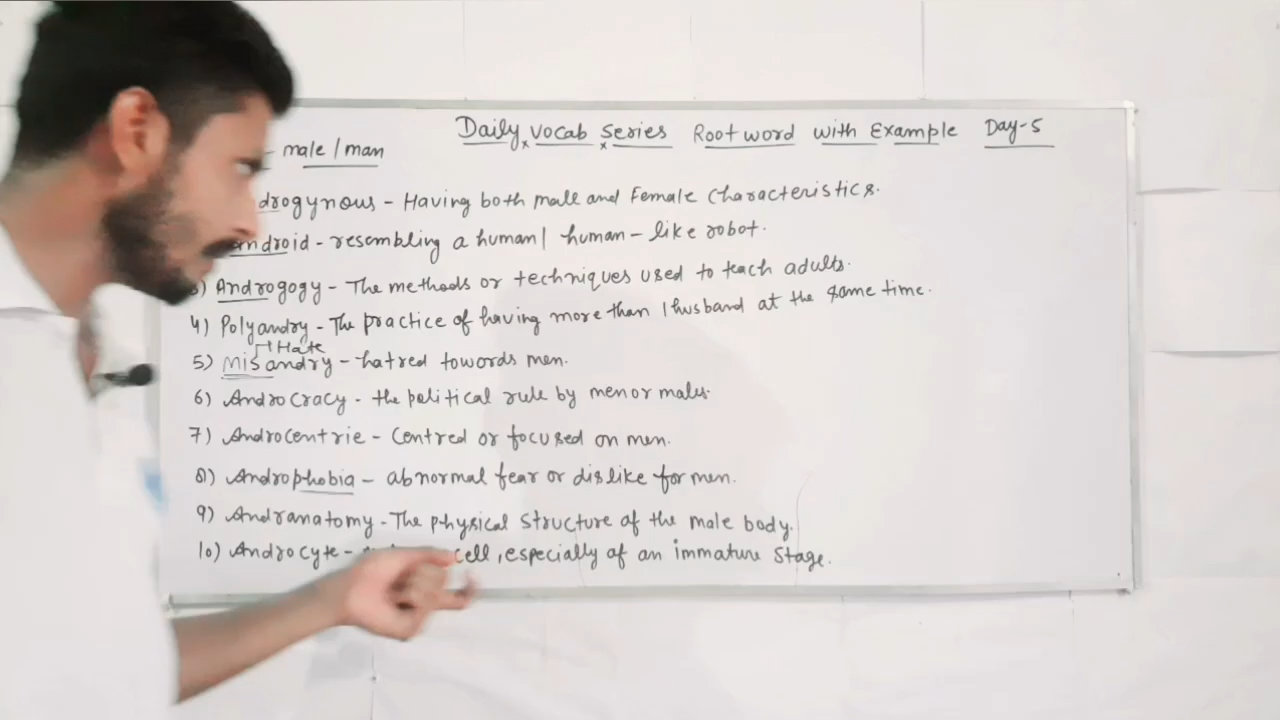 Daily vocab series Root word with Example Day-5
- male / man
drogynous - Having both male and Female characteristics.
android - resembling a human / human-like robot.
3) Andragogy - The methods or techniques used to teach adults.
4) Polyandry - The practice of having more than 1 husband at the same time.
Hate
5) Misandry - hatred towords men.
6) Androcracy - the political rule by men or males.
7) Androcentric - Centred or focused on men.
8) Androphobia - abnormal fear or dislike for men.
9) Andranatomy - The physical structure of the male body.
10) Androcyte - cell, especially of an immature stage.